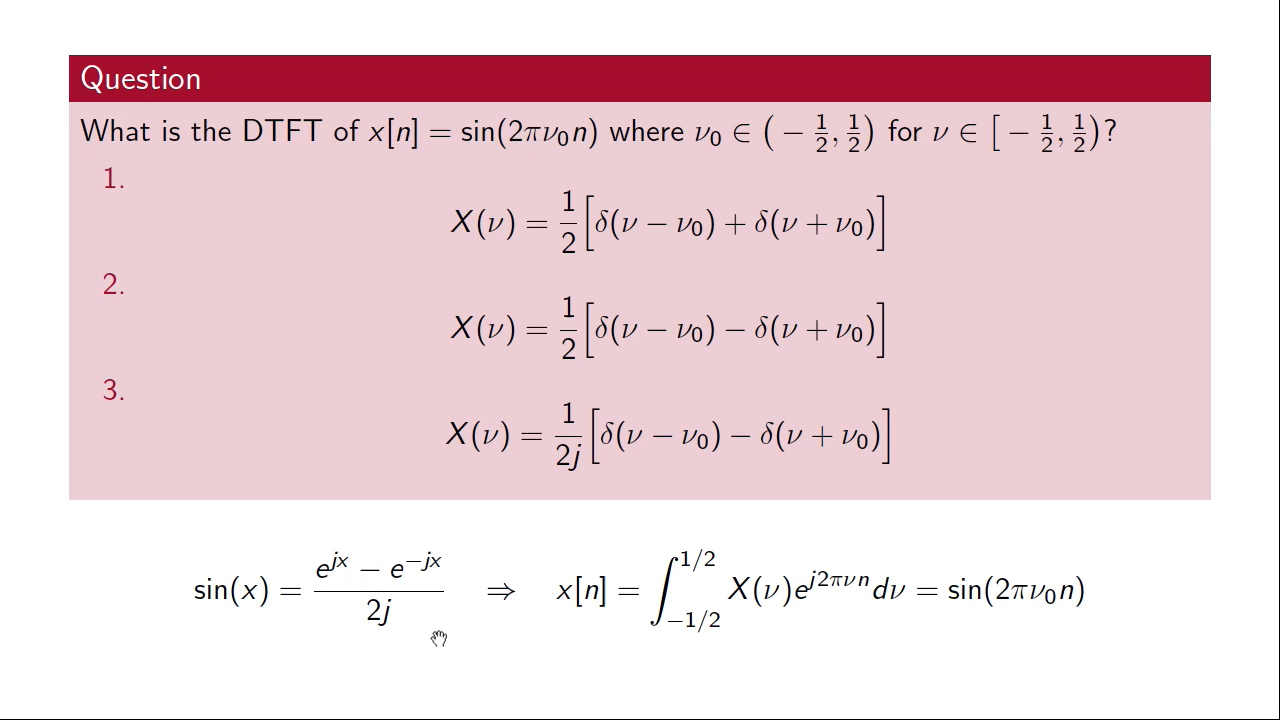 Question
What is the DTFT of x[n] = sin(2πν₀n) where ν₀ ∈ (−1/2, 1/2) for ν ∈ [−1/2, 1/2)?
1.
X(ν) = 1/2 [δ(ν − ν₀) + δ(ν + ν₀)]
2.
X(ν) = 1/2 [δ(ν − ν₀) − δ(ν + ν₀)]
3.
X(ν) = 1/2j [δ(ν − ν₀) − δ(ν + ν₀)]
sin(x) = (e^{jx} − e^{−jx})/2j ⇒ x[n] = ∫_{−1/2}^{1/2} X(ν)e^{j2πνn}dν = sin(2πν₀n)